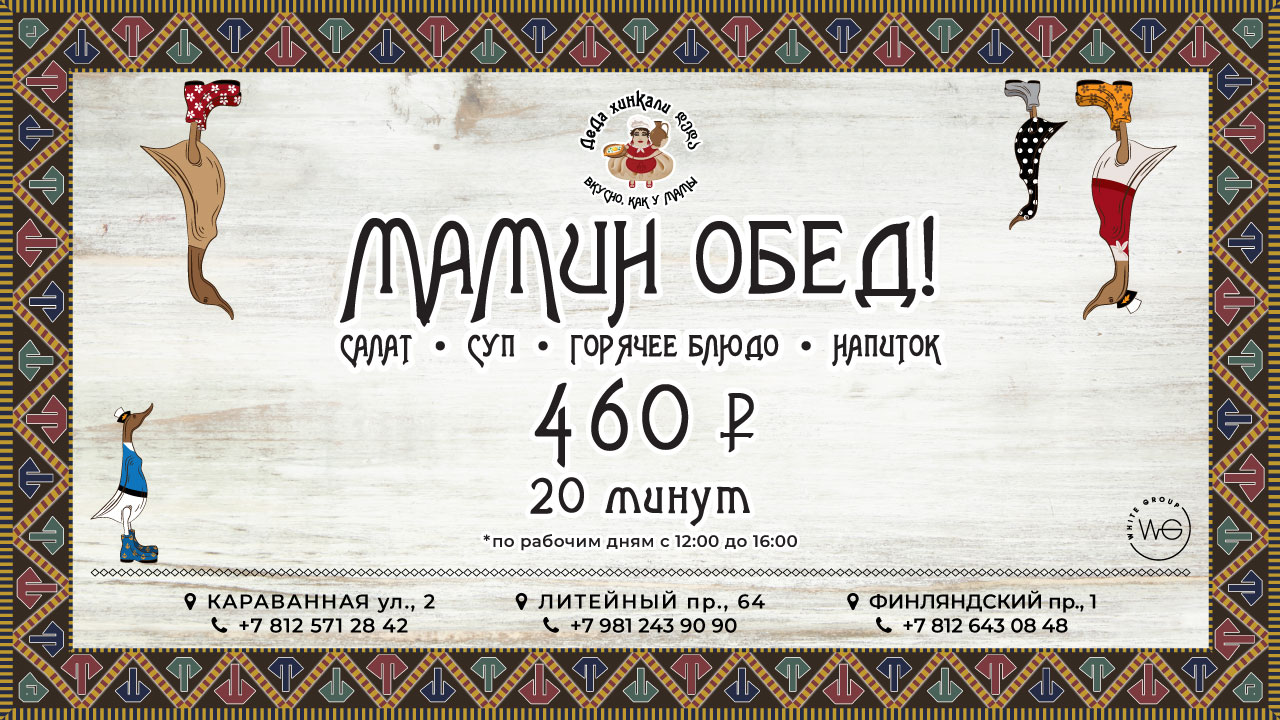 ДеДа хинкали დედა
вкусно, как у мамы
МАМИН ОБЕД!
САЛАТ • СУП • ГОРЯЧЕЕ БЛЮДО • НАПИТОК
460 ₽
20 минут
*по рабочим дням с 12:00 до 16:00
WHITE GROUP
WG
КАРАВАННАЯ ул., 2
+7 812 571 28 42
ЛИТЕЙНЫЙ пр., 64
+7 981 243 90 90
ФИНЛЯНДСКИЙ пр., 1
+7 812 643 08 48